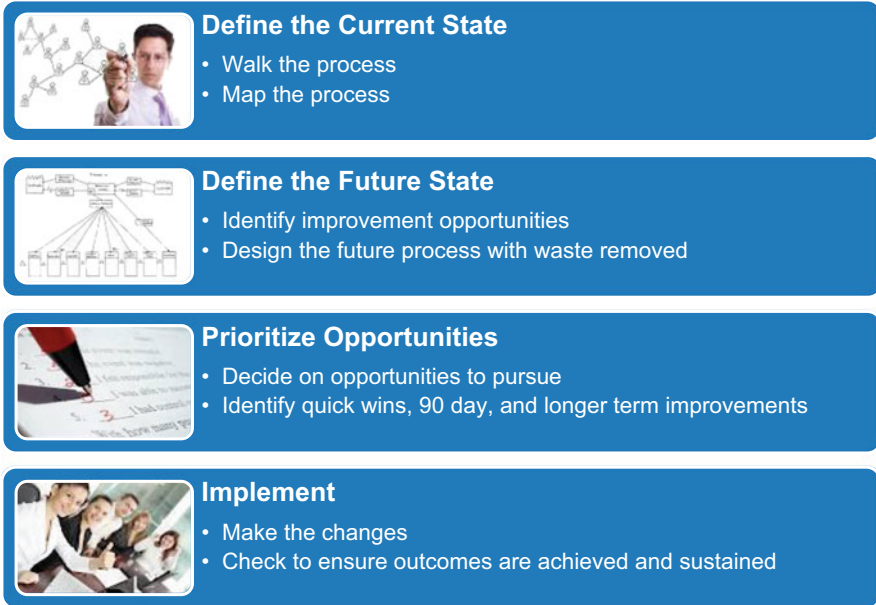 Define the Current State
• Walk the process
• Map the process
Define the Future State
• Identify improvement opportunities
• Design the future process with waste removed
Prioritize Opportunities
• Decide on opportunities to pursue
• Identify quick wins, 90 day, and longer term improvements
Implement
• Make the changes
• Check to ensure outcomes are achieved and sustained